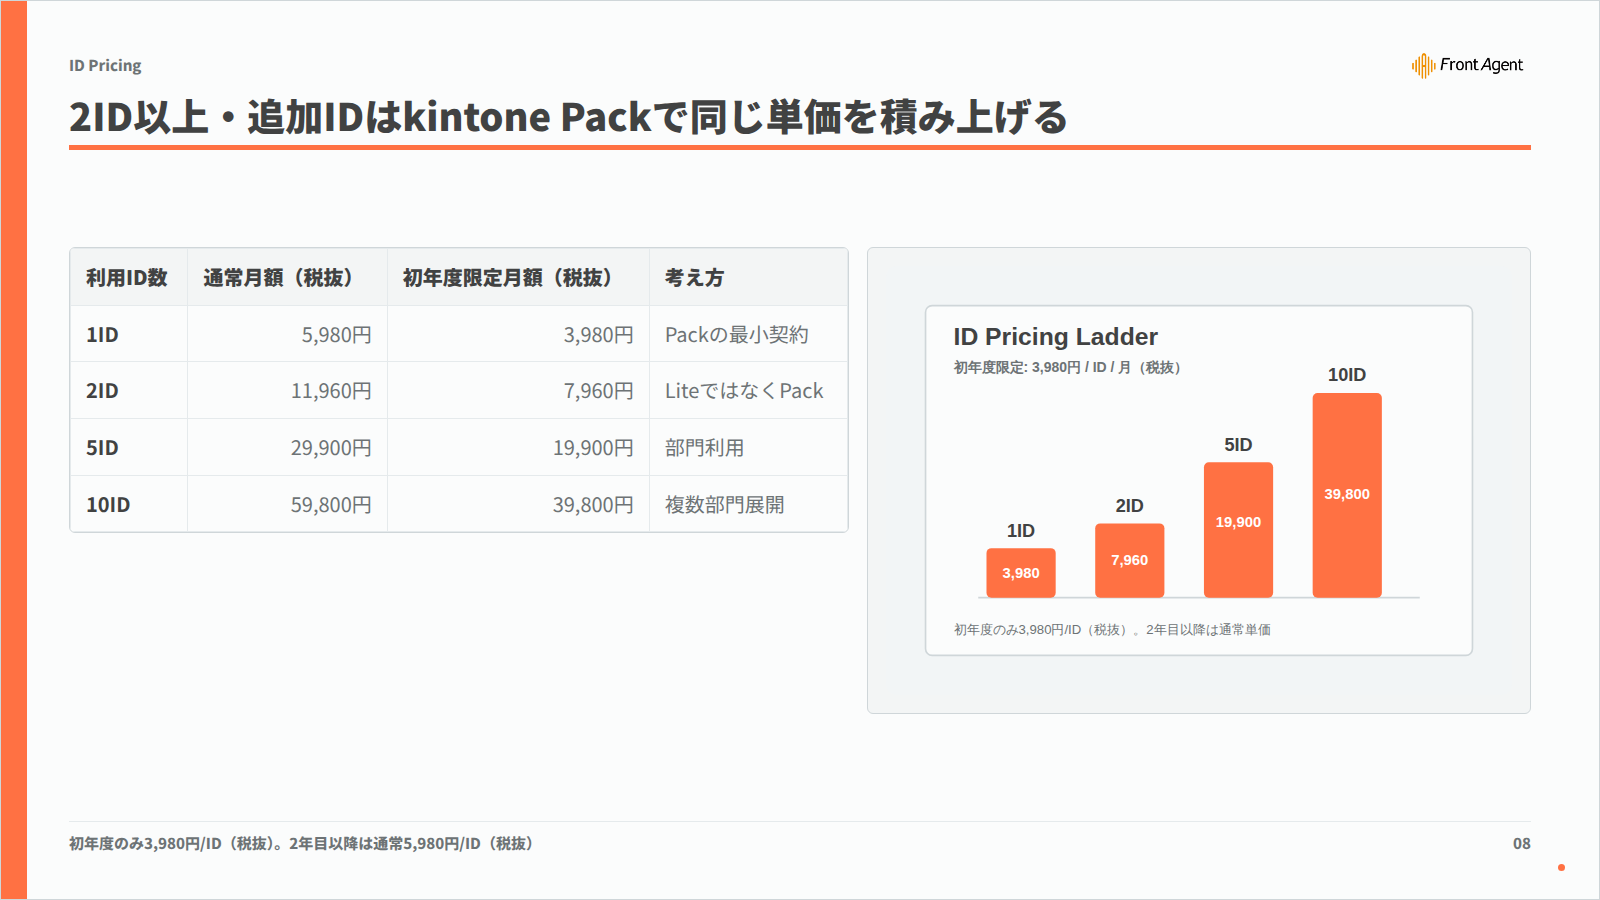 ID Pricing
Front Agent
2ID以上・追加IDはkintone Packで同じ単価を積み上げる
利用ID数 通常月額（税抜） 初年度限定月額（税抜） 考え方
1ID 5,980円 3,980円 Packの最小契約
2ID 11,960円 7,960円 LiteではなくPack
5ID 29,900円 19,900円 部門利用
10ID 59,800円 39,800円 複数部門展開
ID Pricing Ladder
初年度限定: 3,980円 / ID / 月（税抜）
10ID
5ID
39,800
2ID
19,900
1ID
7,960
3,980
初年度のみ3,980円/ID（税抜）。2年目以降は通常単価
初年度のみ3,980円/ID（税抜）。2年目以降は通常5,980円/ID（税抜）
08